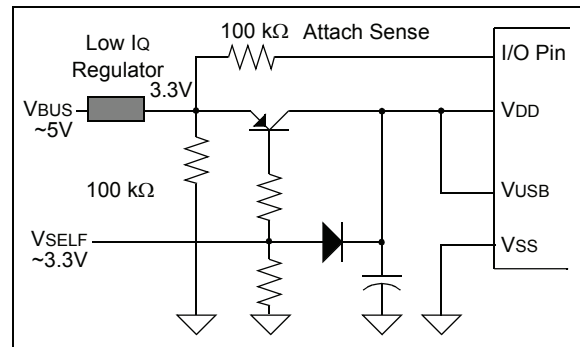 100 kΩ Attach Sense
Low IQ
Regulator
3.3V
I/O Pin
VBUS
~5V
VDD
100 kΩ
VUSB
VSELF
~3.3V
VSS